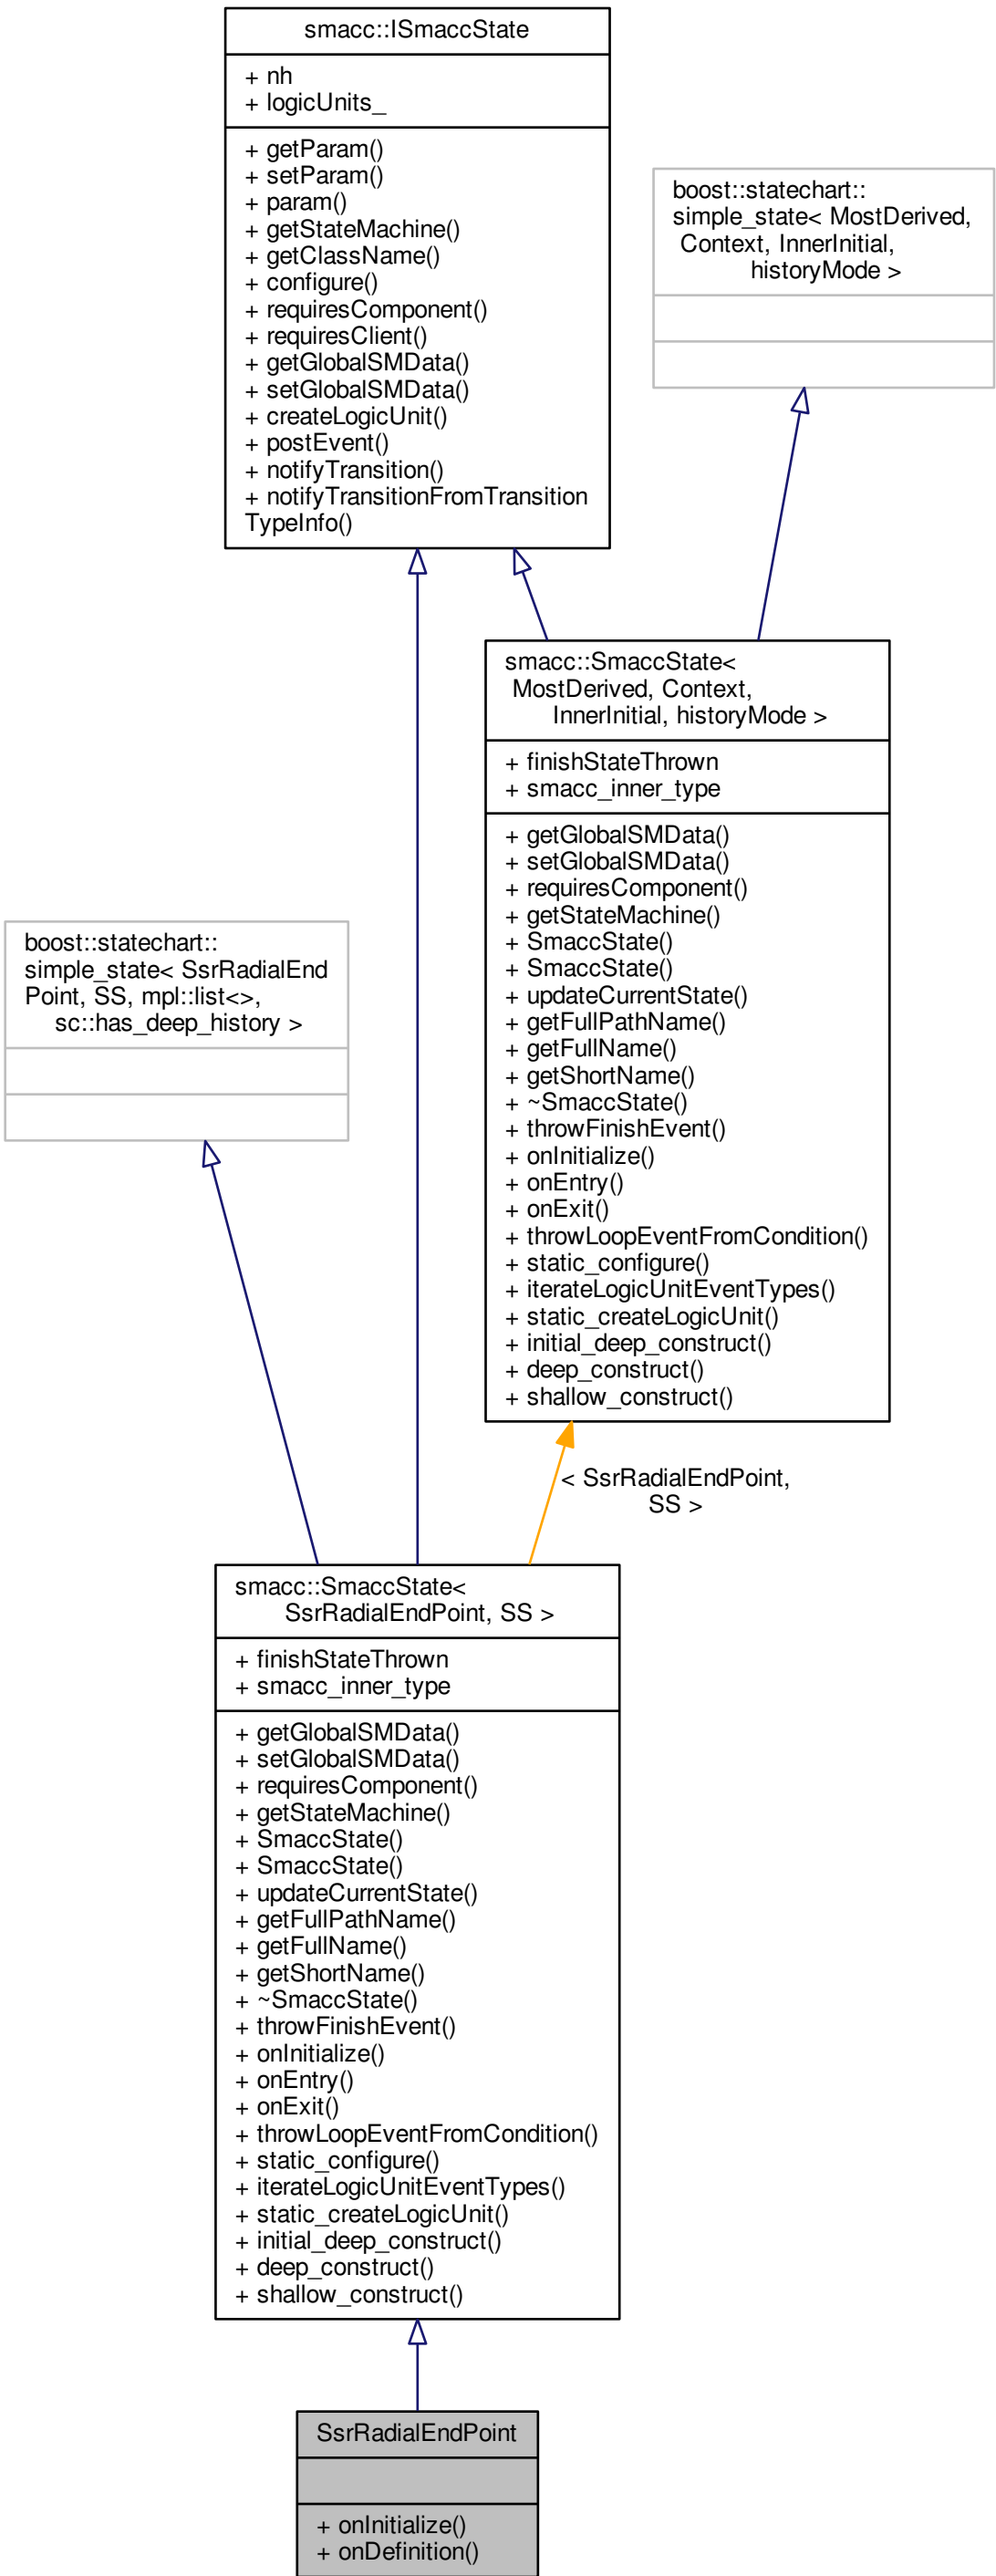 smacc::ISmaccState
+ nh
+ logicUnits_
+ getParam()
+ setParam()
+ param()
+ getStateMachine()
+ getClassName()
+ configure()
+ requiresComponent()
+ requiresClient()
+ getGlobalSMData()
+ setGlobalSMData()
+ createLogicUnit()
+ postEvent()
+ notifyTransition()
+ notifyTransitionFromTransition
TypeInfo()
boost::statechart::
simple_state< MostDerived,
Context, InnerInitial,
historyMode >
smacc::SmaccState<
MostDerived, Context,
InnerInitial, historyMode >
+ finishStateThrown
+ smacc_inner_type
+ getGlobalSMData()
+ setGlobalSMData()
+ requiresComponent()
+ getStateMachine()
+ SmaccState()
+ SmaccState()
+ updateCurrentState()
+ getFullPathName()
+ getFullName()
+ getShortName()
+ ~SmaccState()
+ throwFinishEvent()
+ onInitialize()
+ onEntry()
+ onExit()
+ throwLoopEventFromCondition()
+ static_configure()
+ iterateLogicUnitEventTypes()
+ static_createLogicUnit()
+ initial_deep_construct()
+ deep_construct()
+ shallow_construct()
boost::statechart::
simple_state< SsrRadialEnd
Point, SS, mpl::list<>,
sc::has_deep_history >
< SsrRadialEndPoint,
SS >
smacc::SmaccState<
SsrRadialEndPoint, SS >
+ finishStateThrown
+ smacc_inner_type
+ getGlobalSMData()
+ setGlobalSMData()
+ requiresComponent()
+ getStateMachine()
+ SmaccState()
+ SmaccState()
+ updateCurrentState()
+ getFullPathName()
+ getFullName()
+ getShortName()
+ ~SmaccState()
+ throwFinishEvent()
+ onInitialize()
+ onEntry()
+ onExit()
+ throwLoopEventFromCondition()
+ static_configure()
+ iterateLogicUnitEventTypes()
+ static_createLogicUnit()
+ initial_deep_construct()
+ deep_construct()
+ shallow_construct()
SsrRadialEndPoint
+ onInitialize()
+ onDefinition()